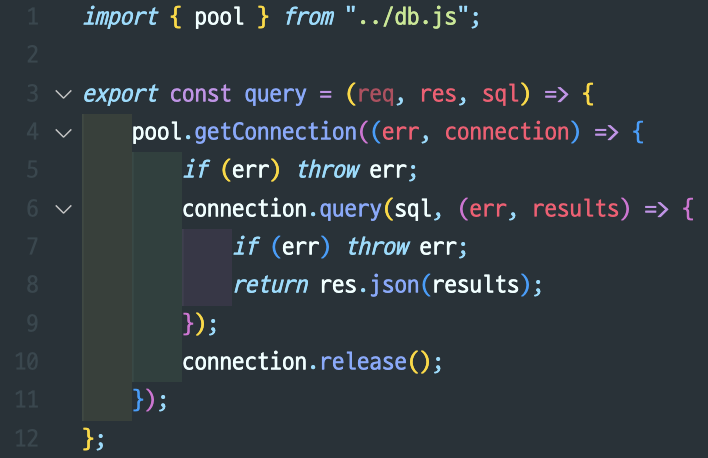 1 import { pool } from "../db.js";
2
3 export const query = (req, res, sql) => {
4 pool.getConnection((err, connection) => {
5 if (err) throw err;
6 connection.query(sql, (err, results) => {
7 if (err) throw err;
8 return res.json(results);
9 });
10 connection.release();
11 });
12 };